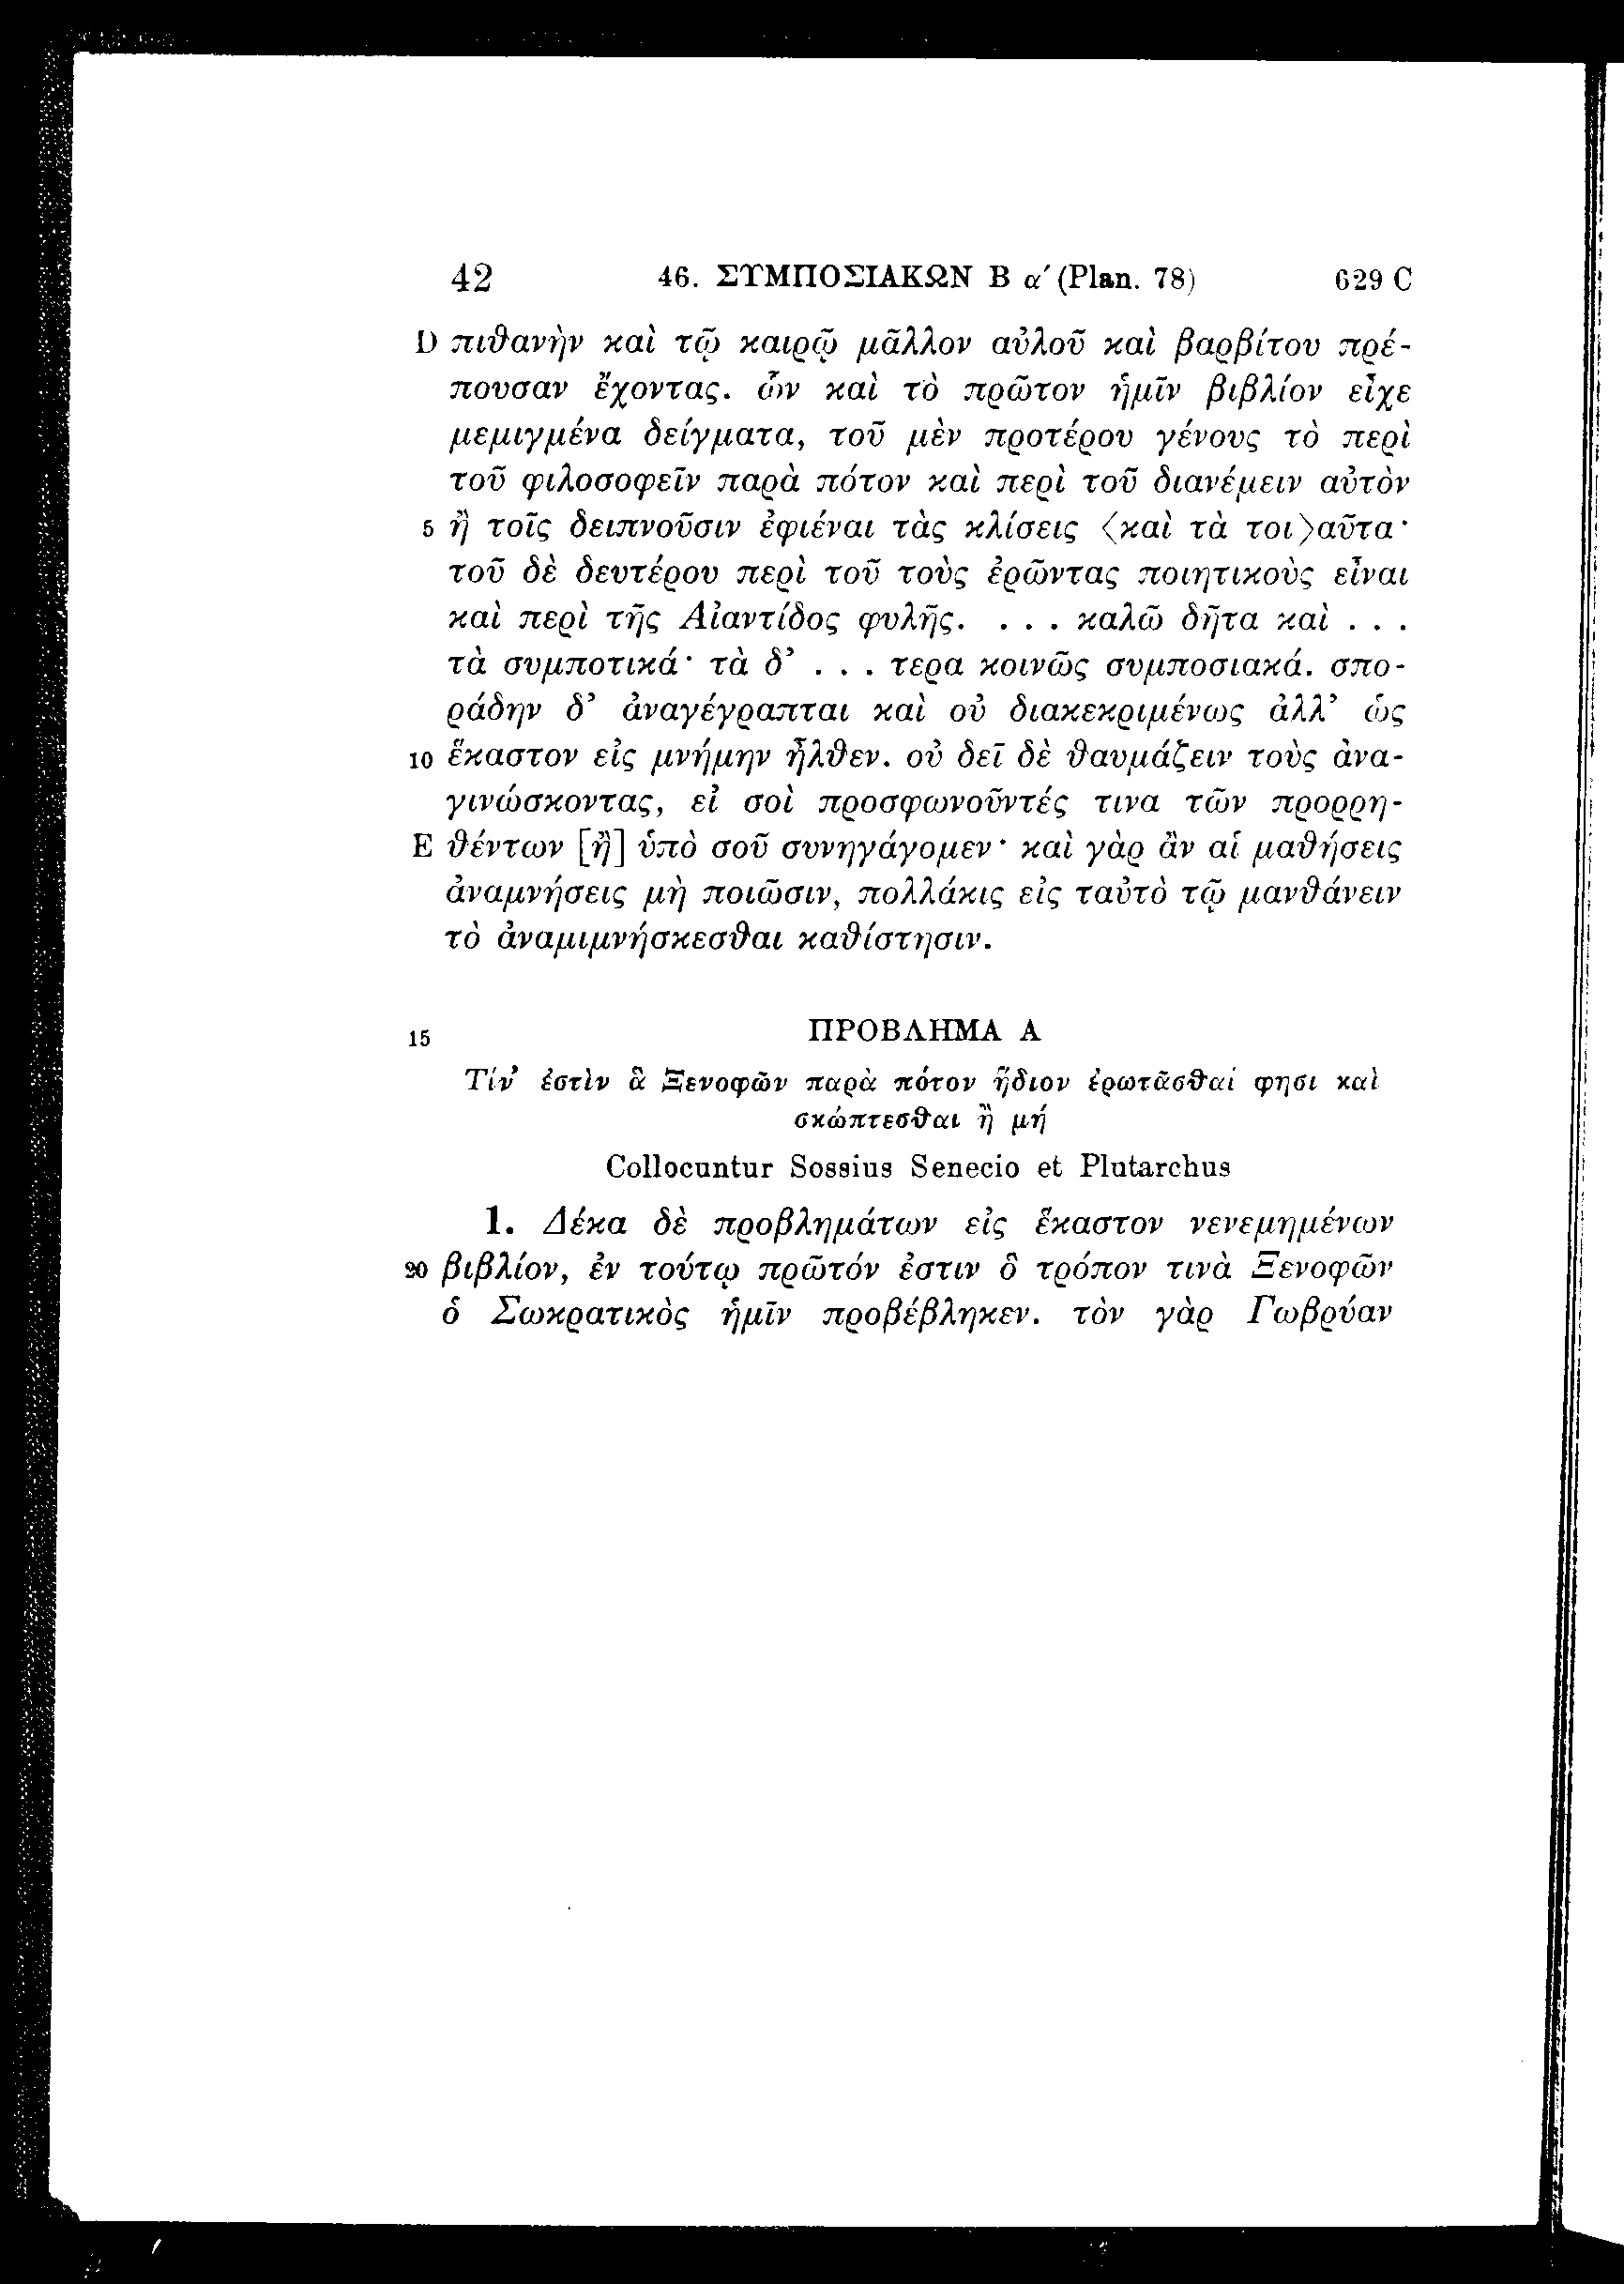 42 46. ΣΥΜΠΟΣΙΑΚΩΝ Β α′ (Plan. 78) 629 C
D πιθανὴν καὶ τῷ καιρῷ μᾶλλον αὐλοῦ καὶ βαρβίτου πρέ-
πουσαν ἔχοντας. ὧν καὶ τὸ πρῶτον ἡμῖν βιβλίον εἶχε
μεμιγμένα δείγματα, τοῦ μὲν προτέρου γένους τὸ περὶ
τοῦ φιλοσοφεῖν παρὰ πότον καὶ περὶ τοῦ διανέμειν αὐτὸν
5 ἢ τοῖς δειπνοῦσιν ἐφιέναι τὰς κλίσεις ⟨καὶ τὰ τοι⟩αῦτα·
τοῦ δὲ δευτέρου περὶ τοῦ τοὺς ἐρῶντας ποιητικοὺς εἶναι
καὶ περὶ τῆς Αἰαντίδος φυλῆς. . . . καλῶ δῆτα καὶ . . .
τὰ συμποτικά· τὰ δ’ . . . τερα κοινῶς συμποσιακά. σπο-
ράδην δ’ ἀναγέγραπται καὶ οὐ διακεκριμένως ἀλλ’ ὡς
10 ἕκαστον εἰς μνήμην ἦλθεν. οὐ δεῖ δὲ θαυμάζειν τοὺς ἀνα-
γινώσκοντας, εἰ σοὶ προσφωνοῦντές τινα τῶν προρρη-
E θέντων [ἢ] ὑπὸ σοῦ συνηγάγομεν· καὶ γὰρ ἂν αἱ μαθήσεις
ἀναμνήσεις μὴ ποιῶσιν, πολλάκις εἰς ταὐτὸ τῷ μανθάνειν
τὸ ἀναμιμνήσκεσθαι καθίστησιν.
15 ΠΡΟΒΛΗΜΑ Α
Τίν’ ἐστὶν ἃ Ξενοφῶν παρὰ πότον ἥδιον ἐρωτᾶσθαί φησι καὶ
σκώπτεσθαι ἢ μή
Collocuntur Sossius Senecio et Plutarchus
1. Δέκα δὲ προβλημάτων εἰς ἕκαστον νενεμημένων
20 βιβλίον, ἐν τούτῳ πρῶτόν ἐστιν ὃ τρόπον τινὰ Ξενοφῶν
ὁ Σωκρατικὸς ἡμῖν προβέβληκεν. τὸν γὰρ Γωβρύαν